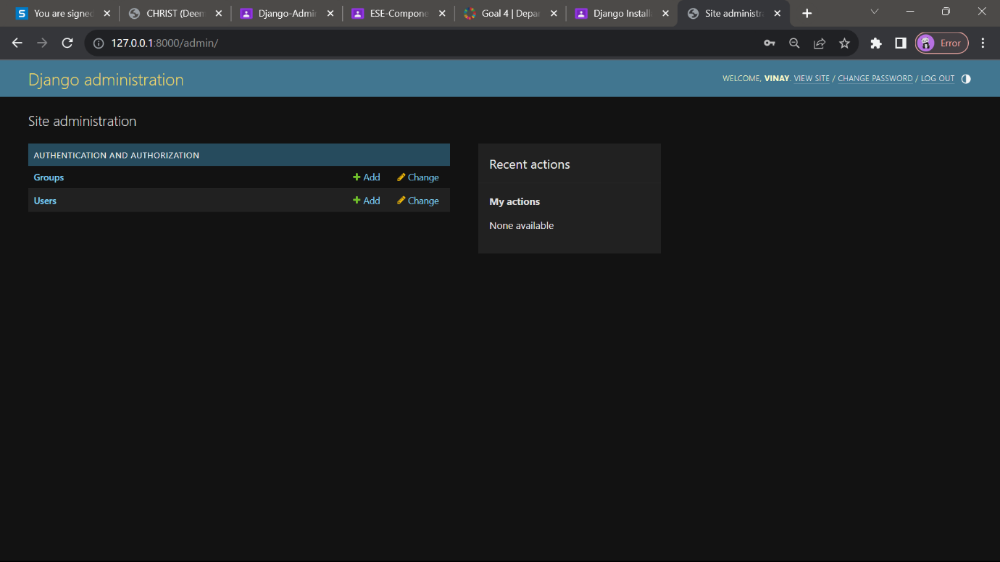 You are signed
CHRIST (Deem
Django-Admin
ESE-Compone
Goal 4 | Depar
Django Installa
Site administra
127.0.0.1:8000/admin/
Error
Django administration
WELCOME, VINAY. VIEW SITE / CHANGE PASSWORD / LOG OUT
Site administration
AUTHENTICATION AND AUTHORIZATION
Groups + Add Change
Users + Add Change
Recent actions
My actions
None available